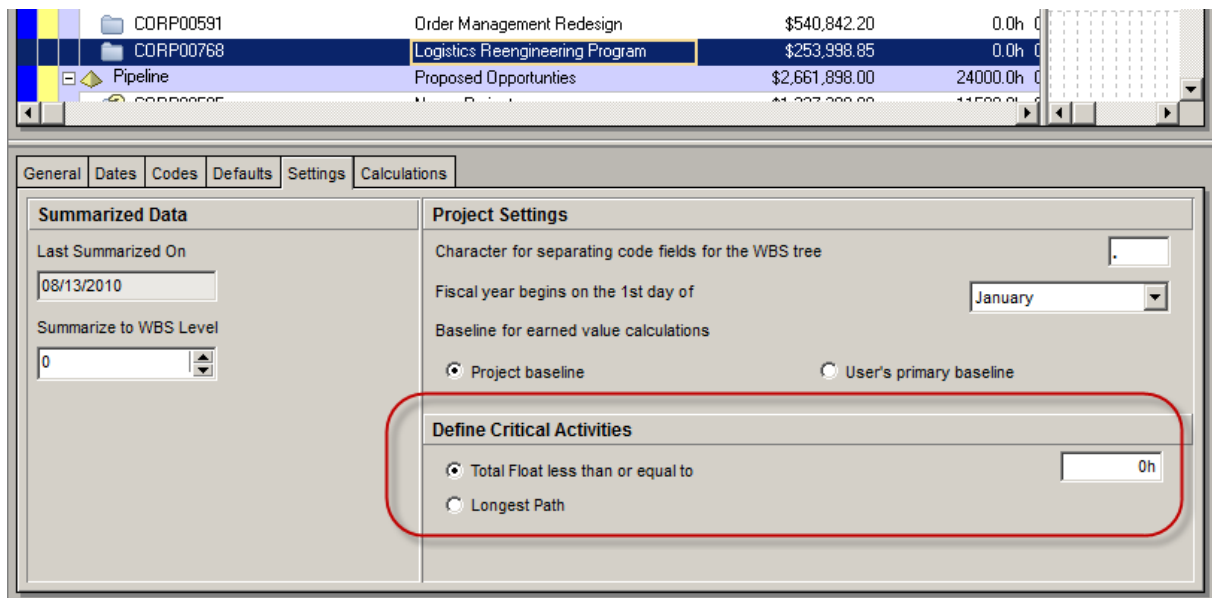 CORP00591 Order Management Redesign $540,842.20 0.0h
CORP00768 Logistics Reengineering Program $253,998.85 0.0h
Pipeline Proposed Opportunties $2,661,898.00 24000.0h
General Dates Codes Defaults Settings Calculations
Summarized Data
Last Summarized On
08/13/2010
Summarize to WBS Level
0
Project Settings
Character for separating code fields for the WBS tree .
Fiscal year begins on the 1st day of January
Baseline for earned value calculations
Project baseline User's primary baseline
Define Critical Activities
Total Float less than or equal to 0h
Longest Path